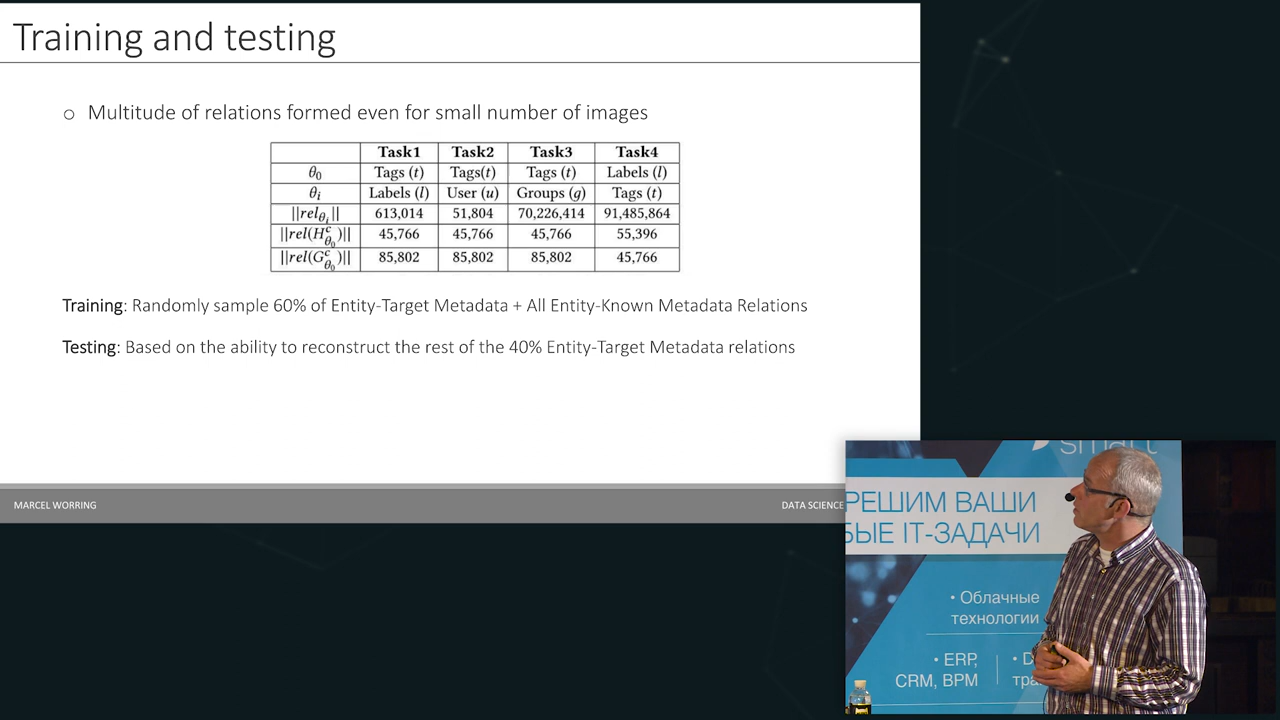 Training and testing
Multitude of relations formed even for small number of images
Task1 Task2 Task3 Task4
θ₀ Tags (t) Tags(t) Tags (t) Labels (l)
θᵢ Labels (l) User (u) Groups (g) Tags (t)
||rel_θᵢ|| 613,014 51,804 70,226,414 91,485,864
||rel(H^c_θ₀)|| 45,766 45,766 45,766 55,396
||rel(G^c_θ₀)|| 85,802 85,802 85,802 45,766
Training: Randomly sample 60% of Entity-Target Metadata + All Entity-Known Metadata Relations
Testing: Based on the ability to reconstruct the rest of the 40% Entity-Target Metadata relations
MARCEL WORRING
DATA SCIENCE
smart
РЕШИМ ВАШИ
IT-ЗАДАЧИ
• Облачные
технологии
• ERP,
CRM, BPM